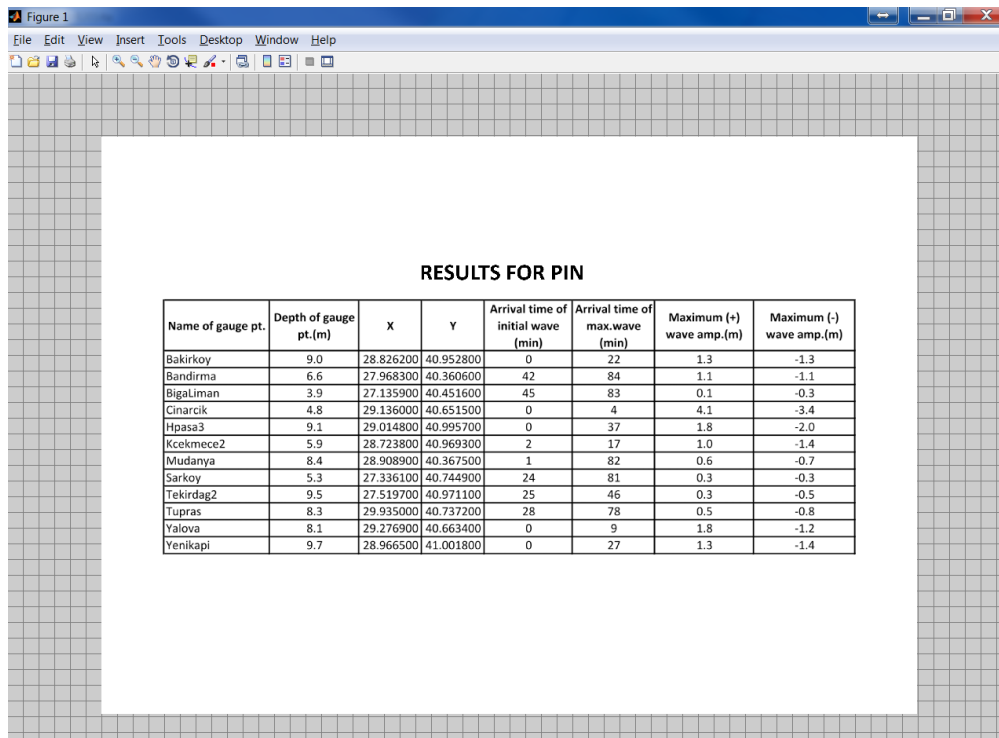 Figure 1
File Edit View Insert Tools Desktop Window Help
RESULTS FOR PIN
Name of gauge pt. Depth of gauge pt.(m) X Y Arrival time of initial wave (min) Arrival time of max.wave (min) Maximum (+) wave amp.(m) Maximum (-) wave amp.(m)
Bakirkoy 9.0 28.826200 40.952800 0 22 1.3 -1.3
Bandirma 6.6 27.968300 40.360600 42 84 1.1 -1.1
BigaLiman 3.9 27.135900 40.451600 45 83 0.1 -0.3
Cinarcik 4.8 29.136000 40.651500 0 4 4.1 -3.4
Hpasa3 9.1 29.014800 40.995700 0 37 1.8 -2.0
Kcekmece2 5.9 28.723800 40.969300 2 17 1.0 -1.4
Mudanya 8.4 28.908900 40.367500 1 82 0.6 -0.7
Sarkoy 5.3 27.336100 40.744900 24 81 0.3 -0.3
Tekirdag2 9.5 27.519700 40.971100 25 46 0.3 -0.5
Tupras 8.3 29.935000 40.737200 28 78 0.5 -0.8
Yalova 8.1 29.276900 40.663400 0 9 1.8 -1.2
Yenikapi 9.7 28.966500 41.001800 0 27 1.3 -1.4